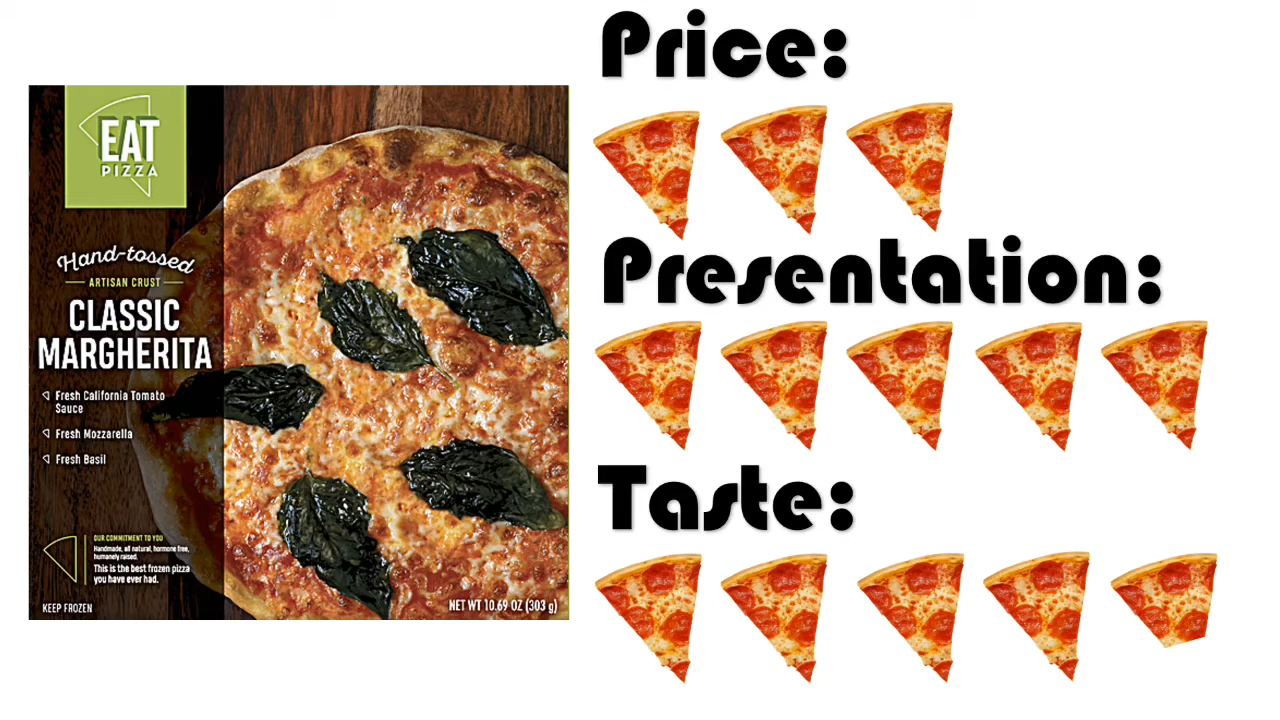 Price:
EAT
PIZZA
Hand-tossed
ARTISAN CRUST
CLASSIC
MARGHERITA
Fresh California Tomato
Sauce
Fresh Mozzarella
Fresh Basil
OUR COMMITMENT TO YOU
Handmade, all natural, hormone free,
humanely raised.
This is the best frozen pizza
you have ever had.
KEEP FROZEN
NET WT 10.69 OZ (303 g)
Presentation:
Taste: